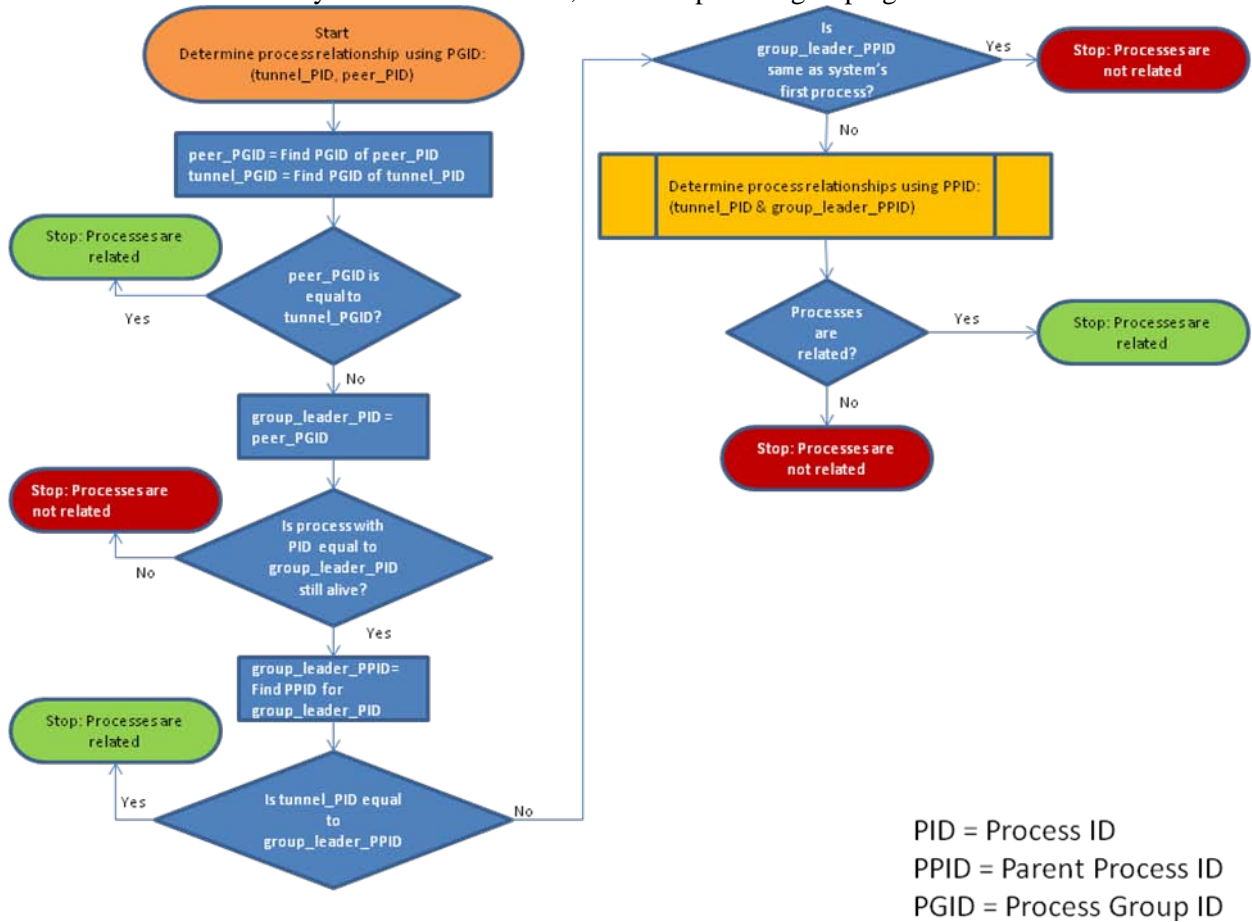 Start
Determine process relationship using PGID:
(tunnel_PID, peer_PID)
peer_PGID = Find PGID of peer_PID
tunnel_PGID = Find PGID of tunnel_PID
Stop: Processes are
related
peer_PGID is
equal to
tunnel_PGID?
Yes
No
group_leader_PID =
peer_PGID
Stop: Processes are
not related
Is process with
PID equal to
group_leader_PID
still alive?
No
Yes
group_leader_PPID=
Find PPID for
group_leader_PID
Stop: Processes are
related
Is tunnel_PID equal
to
group_leader_PPID
Yes
No
Is
group_leader_PPID
same as system's
first process?
Yes
Stop: Processes are
not related
No
Determine process relationships using PPID:
(tunnel_PID & group_leader_PPID)
Processes
are
related?
Yes
Stop: Processes are
related
No
Stop: Processes are
not related
PID = Process ID
PPID = Parent Process ID
PGID = Process Group ID